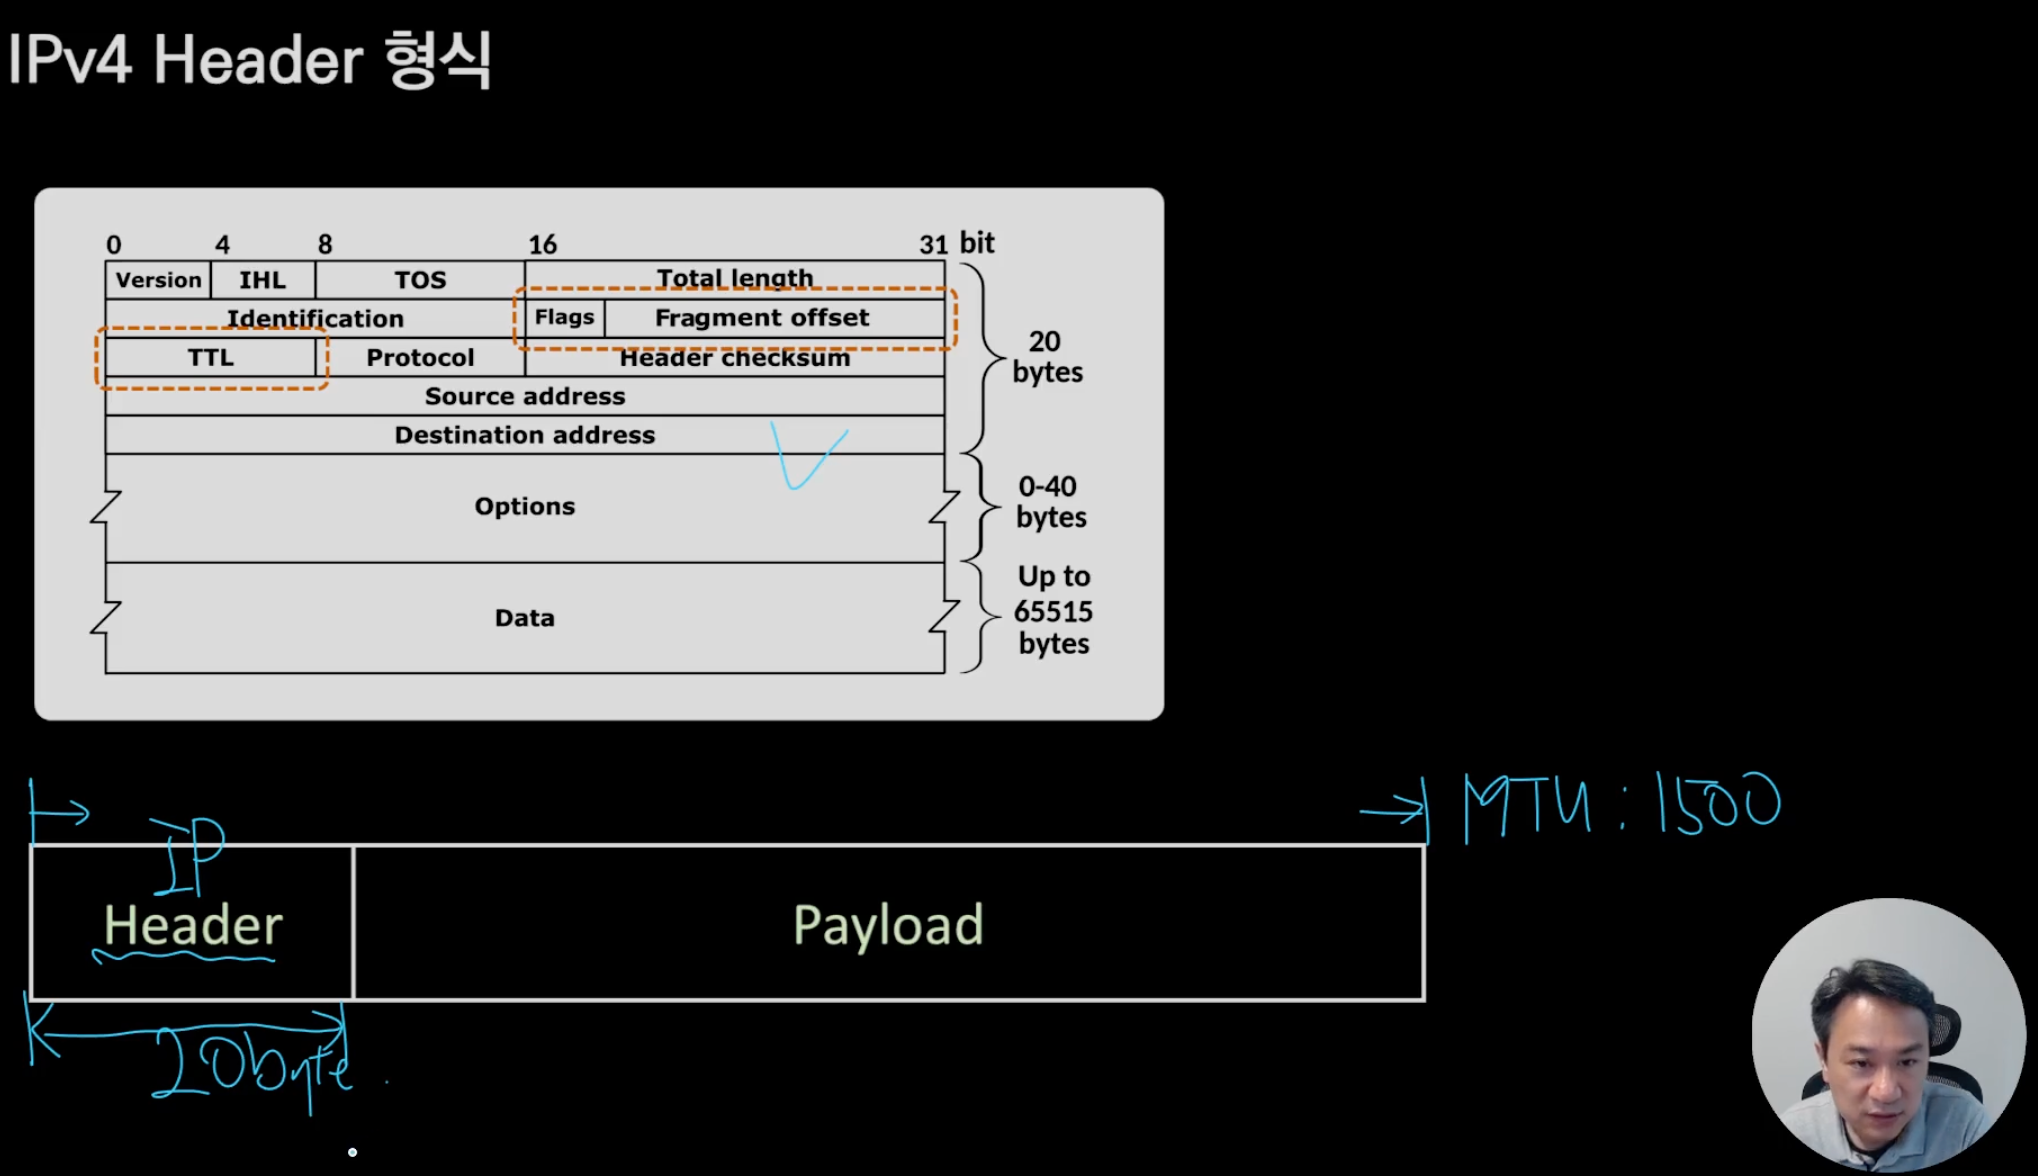 IPv4 Header 형식
0 4 8 16 31 bit
Version IHL TOS Total length
Identification Flags Fragment offset
TTL Protocol Header checksum
Source address
Destination address
20
bytes
Options
0-40
bytes
Data
Up to
65515
bytes
MTU : 1500
IP
Header
Payload
20byte